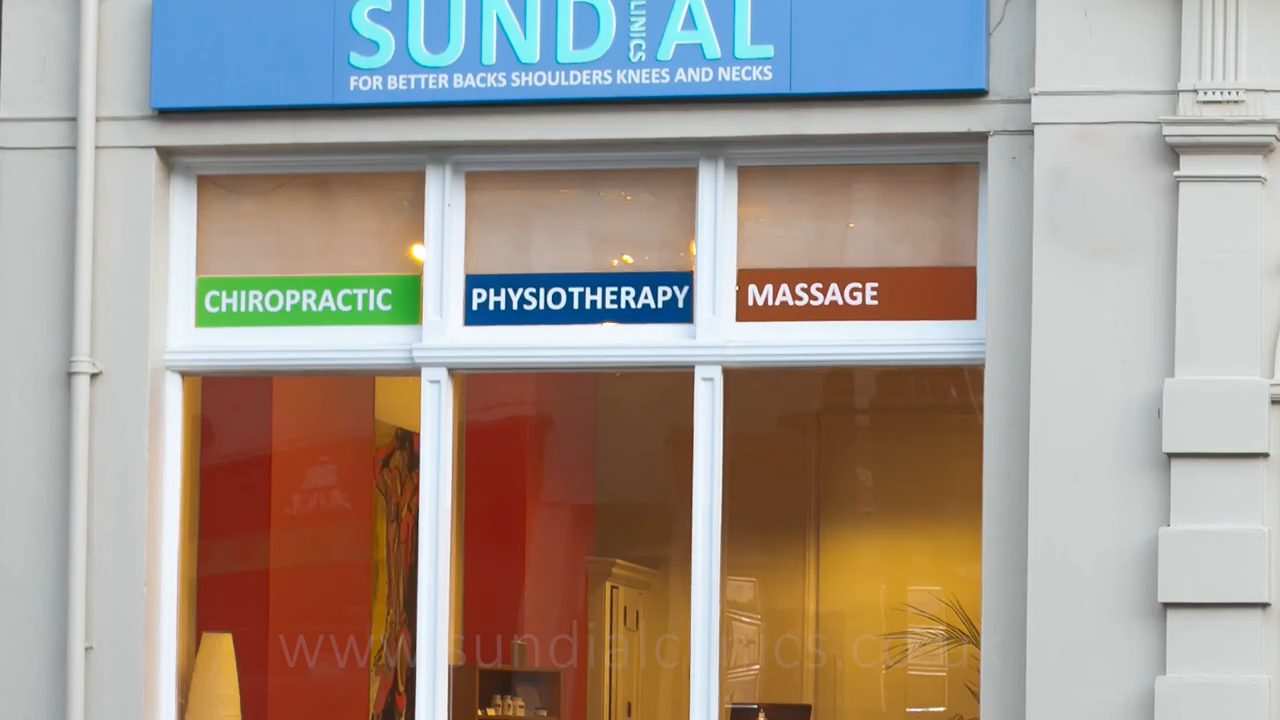 SUNDIAL
CLINICS
FOR BETTER BACKS SHOULDERS KNEES AND NECKS
CHIROPRACTIC
PHYSIOTHERAPY
MASSAGE
www.sundialclinics.co.uk